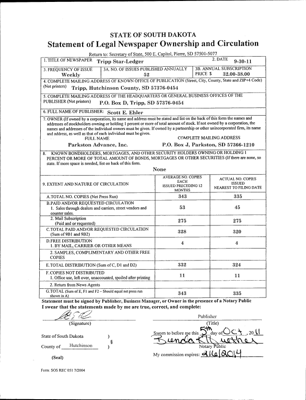 STATE OF SOUTH DAKOTA
Statement of Legal Newspaper Ownership and Circulation
Return to: Secretary of State, 500 E. Capitol, Pierre, SD 57501-5077
1. TITLE OF NEWSPAPER Tripp Star-Ledger
2. DATE 9-30-11
3. FREQUENCY OF ISSUE Weekly
3A. NO. OF ISSUES PUBLISHED ANNUALLY 52
3B. ANNUAL SUBSCRIPTION PRICE $ 32.00-38.00
4. COMPLETE MAILING ADDRESS OF KNOWN OFFICE OF PUBLICATION (Street, City, County, State and ZIP+4 Code)
(Not printers) Tripp, Hutchinson County, SD 57376-0454
5. COMPLETE MAILING ADDRESS OF THE HEADQUARTERS OR GENERAL BUSINESS OFFICES OF THE
PUBLISHER (Not printers) P.O. Box D, Tripp, SD 57376-0454
6. FULL NAME OF PUBLISHER: Scott E. Ehler
7. OWNER (If owned by a corporation, its name and address must be stated and
addresses of stockholders owning or holding 1 percent or more of total amount of stock. If not owned by a corporation, the
names and addresses of the individual owners must be given. If owned by a partnership or other unincorporated firm, its name
and address, as well as that of each individual must be given.
FULL NAME COMPLETE MAILING ADDRESS
Parkston Advance, Inc. P.O. Box J, Parkston, SD 57366-1210
8. KNOWN BONDHOLDERS, MORTGAGEES, AND OTHER SECURITY HOLDERS OWNING OR HOLDING 1
PERCENT OR MORE OF TOTAL AMOUNT OF BONDS, MORTGAGES OR OTHER SECURITIES (If there are none, so
state. If more space is needed, list on back of this form.
None
9. EXTENT AND NATURE OF CIRCULATION
AVERAGE NO. COPIES EACH ISSUES PRECEDING 12 MONTHS
ACTUAL NO. COPIES ISSUED NEAREST TO FILING DATE
A. TOTAL NO. COPIES (Net Press Run) 343 335
B. PAID AND/OR REQUESTED CIRCULATION
1. Sales through dealers and carriers, street vendors and
counter sales. 53 45
2. Mail Subscription
(Paid and/or requested) 275 275
C. TOTAL PAID AND/OR REQUESTED CIRCULATION
(Sum of 9B1 and 9B2) 328 320
D. FREE DISTRIBUTION
1. BY MAIL, CARRIER OR OTHER MEANS 4 4
2. SAMPLES, COMPLIMENTARY AND OTHER FREE
COPIES
E. TOTAL DISTRIBUTION (Sum of C, D1 and D2) 332 324
F. COPIES NOT DISTRIBUTED
1. Office use, left over, unaccounted, spoiled after printing 11 11
2. Return from News Agents
G. TOTAL (Sum of E, F1 and F2 - Should equal net press run
shown in A) 343 335
Statement must be signed by Publisher, Business Manager, or Owner in the presence of a Notary Public
I swear that the statements made by me are true, correct, and complete:
Publisher
(Signature) (Title)
State of South Dakota )
) §
County of Hutchinson )
(Seal)
Sworn to before me this 5th day of Oct 2011
Notary Public
My commission expires:
Form: SOS REC 051 7/2004